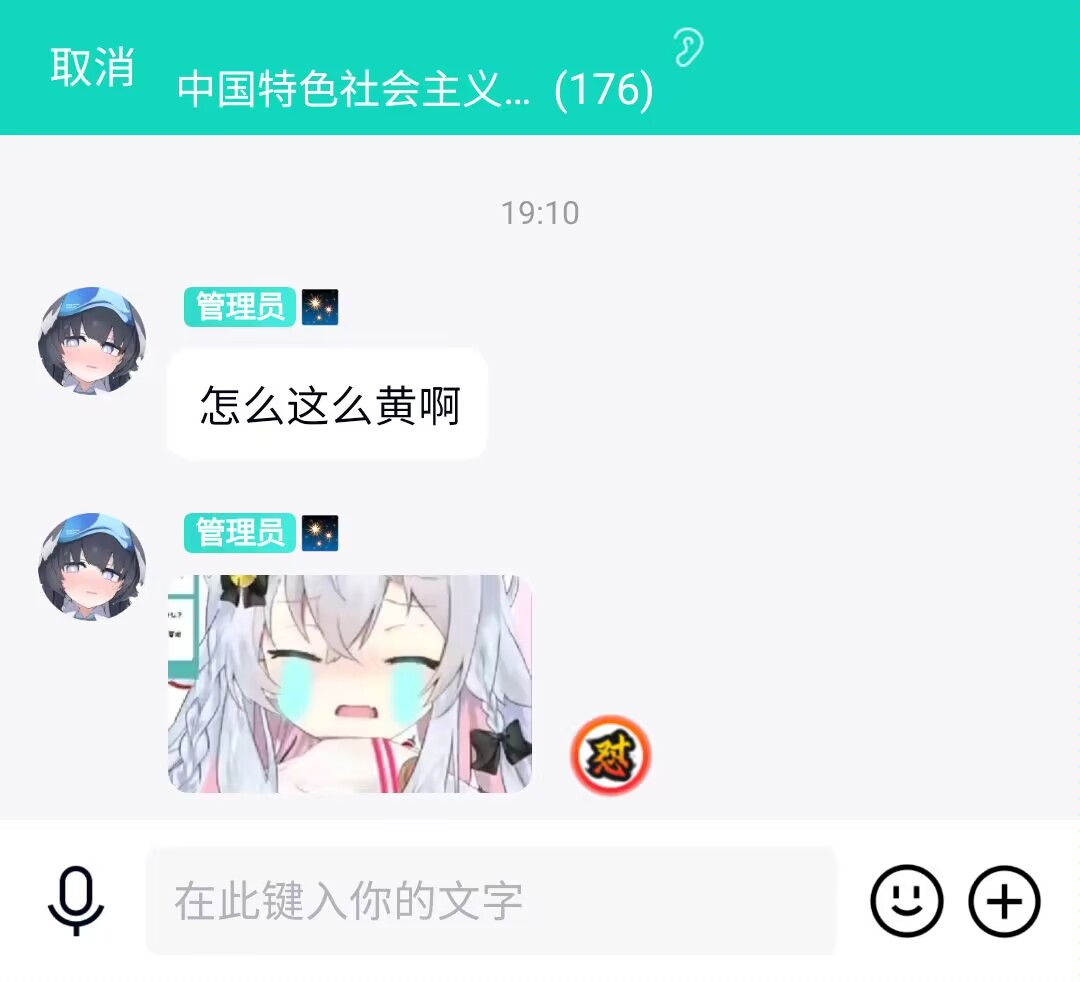 取消
中国特色社会主义... (176)
19:10
管理员
怎么这么黄啊
管理员
怼
在此键入你的文字